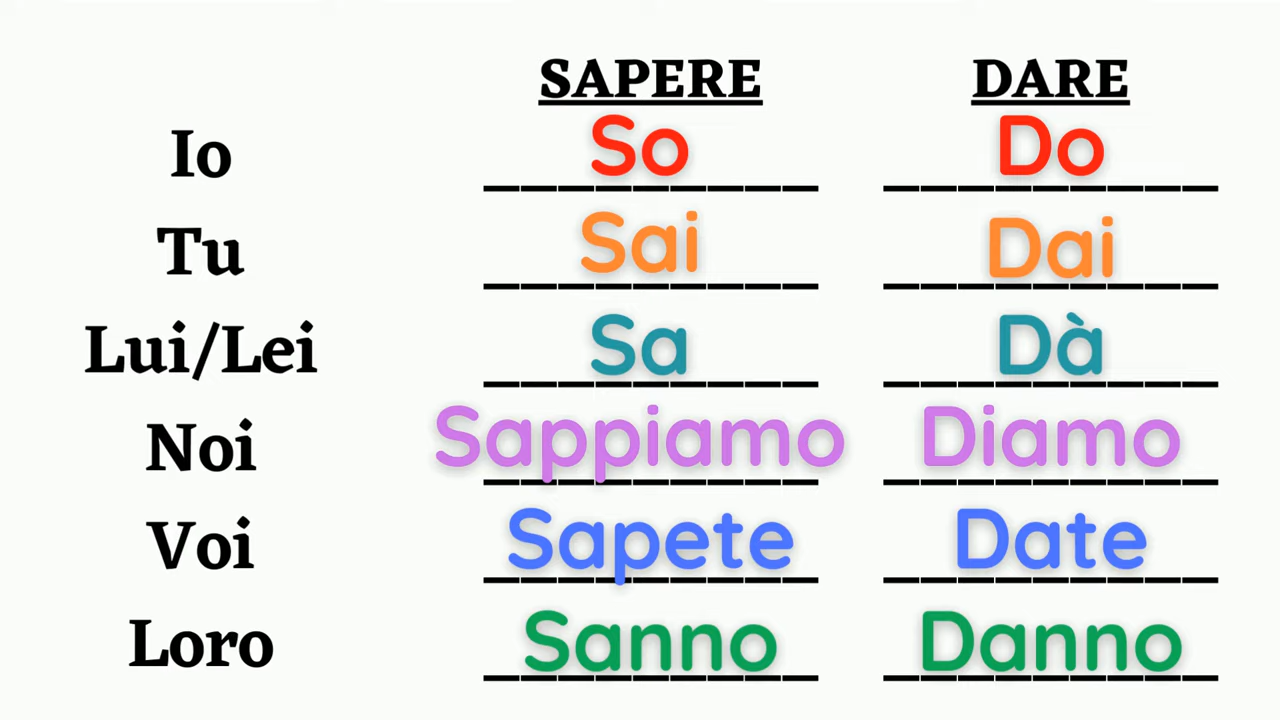 SAPERE DARE
Io So Do
Tu Sai Dai
Lui/Lei Sa Dà
Noi Sappiamo Diamo
Voi Sapete Date
Loro Sanno Danno